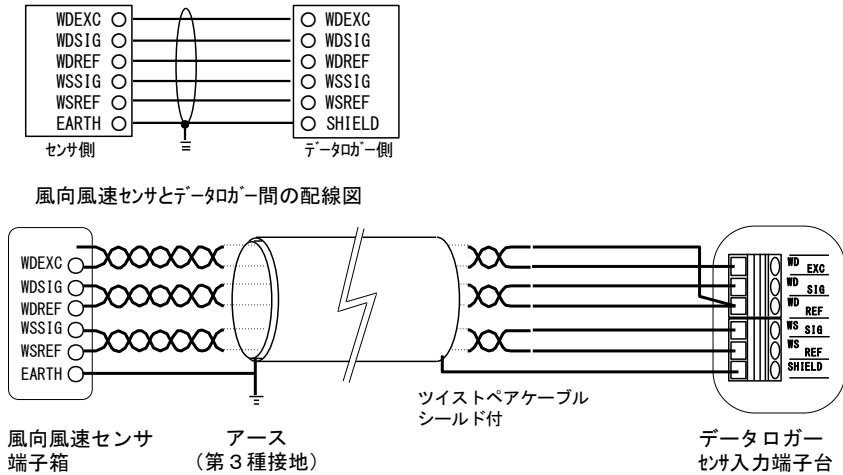 WDEXC WDEXC
WDSIG WDSIG
WDREF WDREF
WSSIG WSSIG
WSREF WSREF
EARTH SHIELD
ｾﾝｻ側 ﾃﾞｰﾀﾛｶﾞｰ側
風向風速ｾﾝｻとﾃﾞｰﾀﾛｶﾞｰ間の配線図
WDEXC
WDSIG
WDREF
WSSIG
WSREF
EARTH
WD EXC
WD SIG
WD REF
WS SIG
WS REF
SHIELD
ツイストペアケーブル
シールド付
風向風速センサ
端子箱
アース
(第３種接地)
データロガー
ｾﾝｻ入力端子台